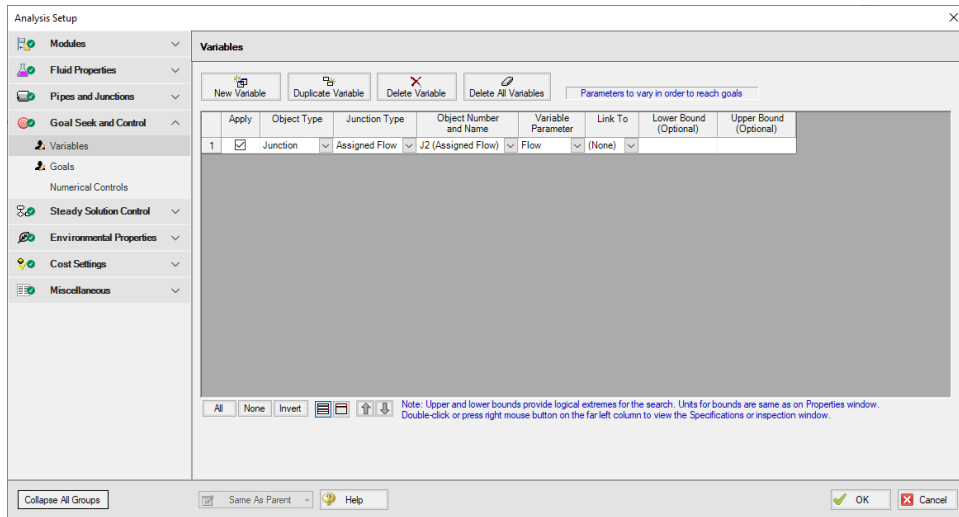 Analysis Setup
Modules
Fluid Properties
Pipes and Junctions
Goal Seek and Control
Variables
Goals
Numerical Controls
Steady Solution Control
Environmental Properties
Cost Settings
Miscellaneous
Variables
New Variable Duplicate Variable Delete Variable Delete All Variables Parameters to vary in order to reach goals
Apply Object Type Junction Type Object Number and Name Variable Parameter Link To Lower Bound (Optional) Upper Bound (Optional)
1 Junction Assigned Flow J2 (Assigned Flow) Flow (None)
All None Invert
Note: Upper and lower bounds provide logical extremes for the search. Units for bounds are same as on Properties window.
Double-click or press right mouse button on the far left column to view the Specifications or inspection window.
Collapse All Groups Same As Parent Help OK Cancel